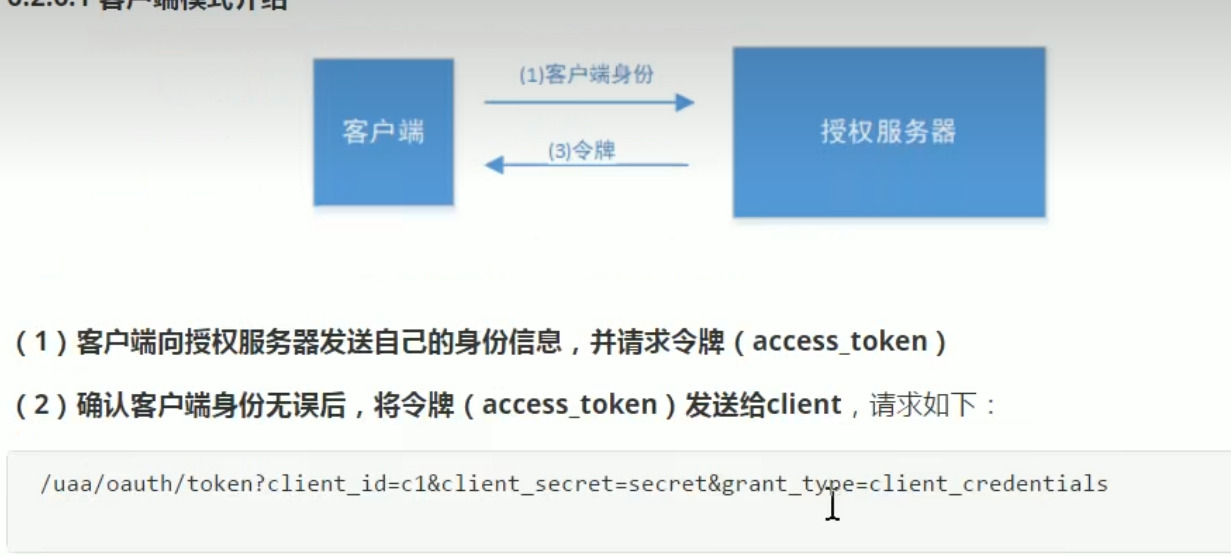 客户端模式介绍
(1)客户端身份
客户端
授权服务器
(3)令牌
（1）客户端向授权服务器发送自己的身份信息，并请求令牌（access_token）
（2）确认客户端身份无误后，将令牌（access_token）发送给client，请求如下：
/uaa/oauth/token?client_id=c1&client_secret=secret&grant_type=client_credentials